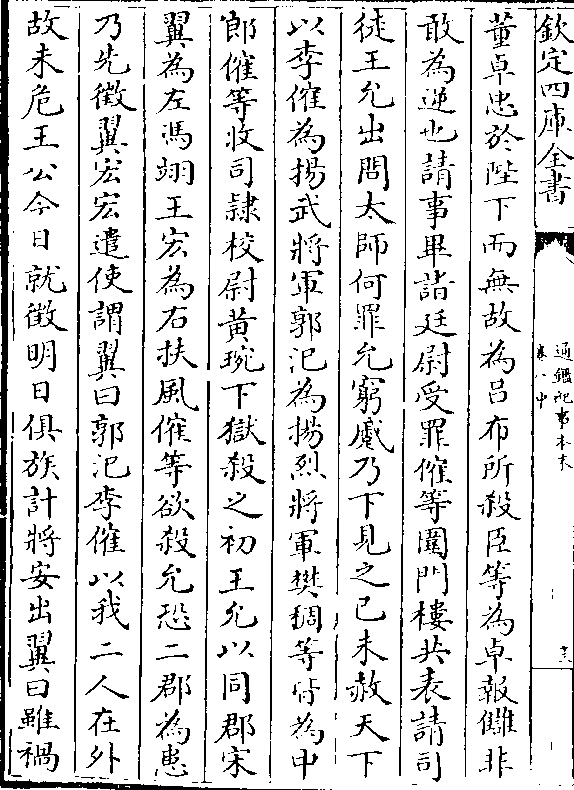 欽定四庫全書
通鑑紀事本末
卷八中
董卓忠於陛下而無故為呂布所殺臣等為卓報讎非
敢為逆也請事畢詣廷尉受罪傕等圍門樓共表請司
徒王允出問太師何罪允窮蹙乃下見之己未赦天下
以李傕為揚武將軍郭汜為揚烈將軍樊稠等皆為中
郎傕等收司隷校尉黄琬下獄殺之初王允以同郡宋
翼為左馮翊王宏為右扶風傕等欲殺允恐二郡為患
乃先徵翼宏宏遣使謂翼曰郭汜李傕以我二人在外
故未危王公今日就徵明日俱族計將安出翼曰雖禍